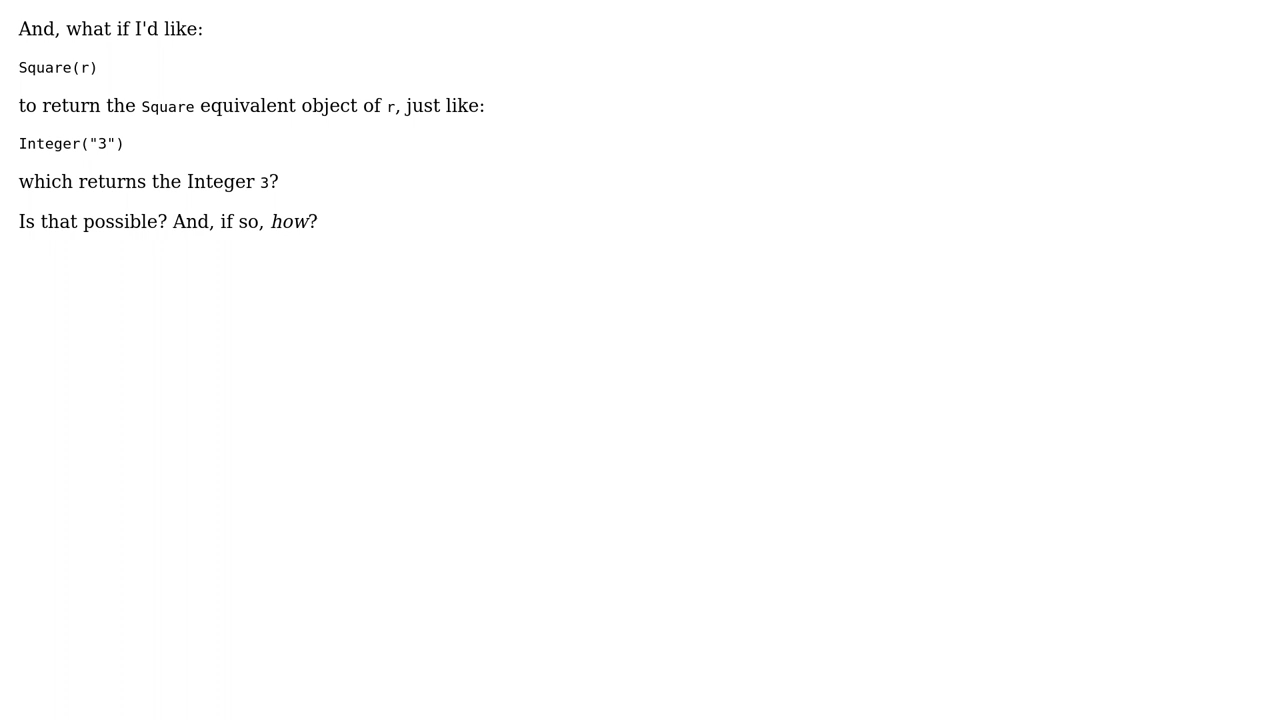 And, what if I'd like:
Square(r)
to return the Square equivalent object of r, just like:
Integer("3")
which returns the Integer 3?
Is that possible? And, if so, how?